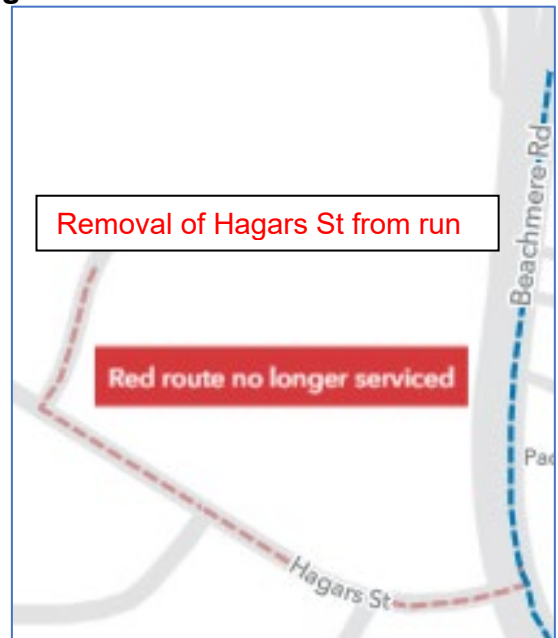 Removal of Hagars St from run
Beachmere Rd
Red route no longer serviced
Hagars St